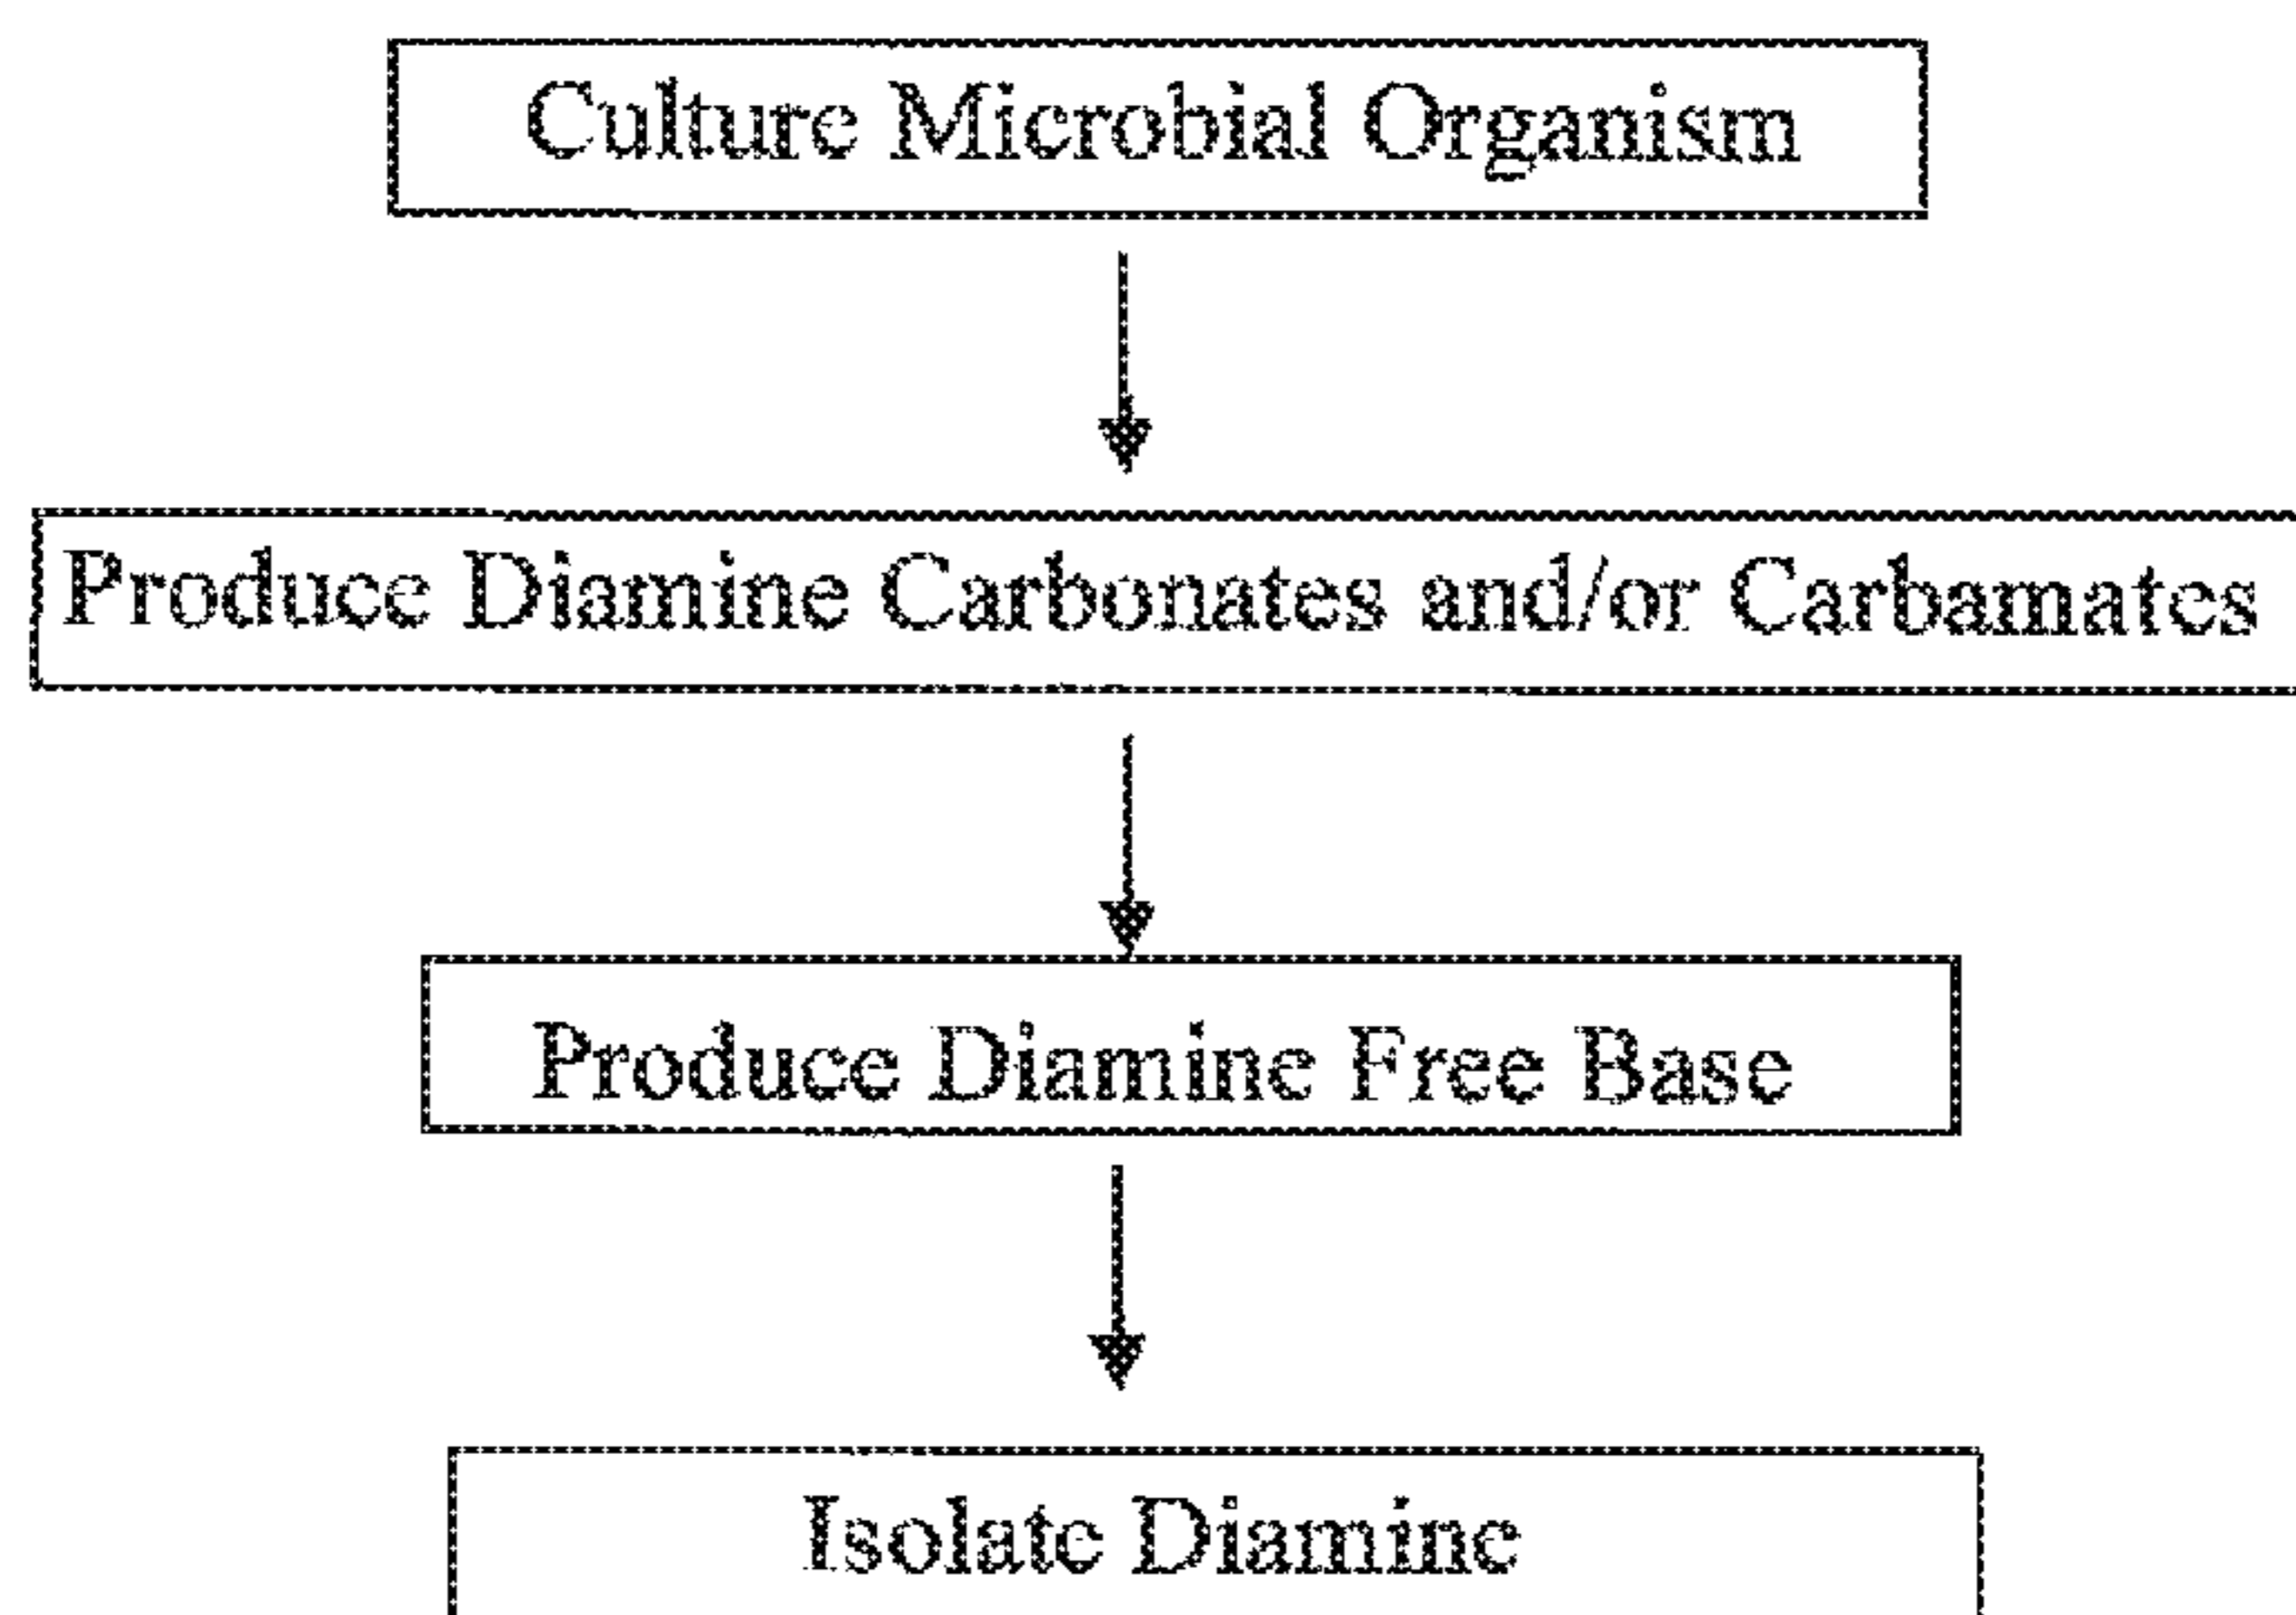 Culture Microbial Organism
Produce Diamine Carbonates and/or Carbamates
Produce Diamine Free Base
Isolate Diamine